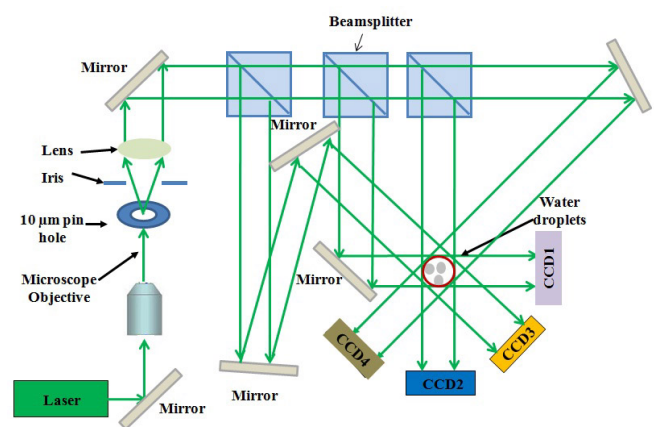 Beamsplitter
Mirror
Mirror
Lens
Iris
10 µm pin
hole
Water
droplets
Microscope
Objective
Mirror
CCD1
CCD3
CCD4
CCD2
Laser
Mirror
Mirror